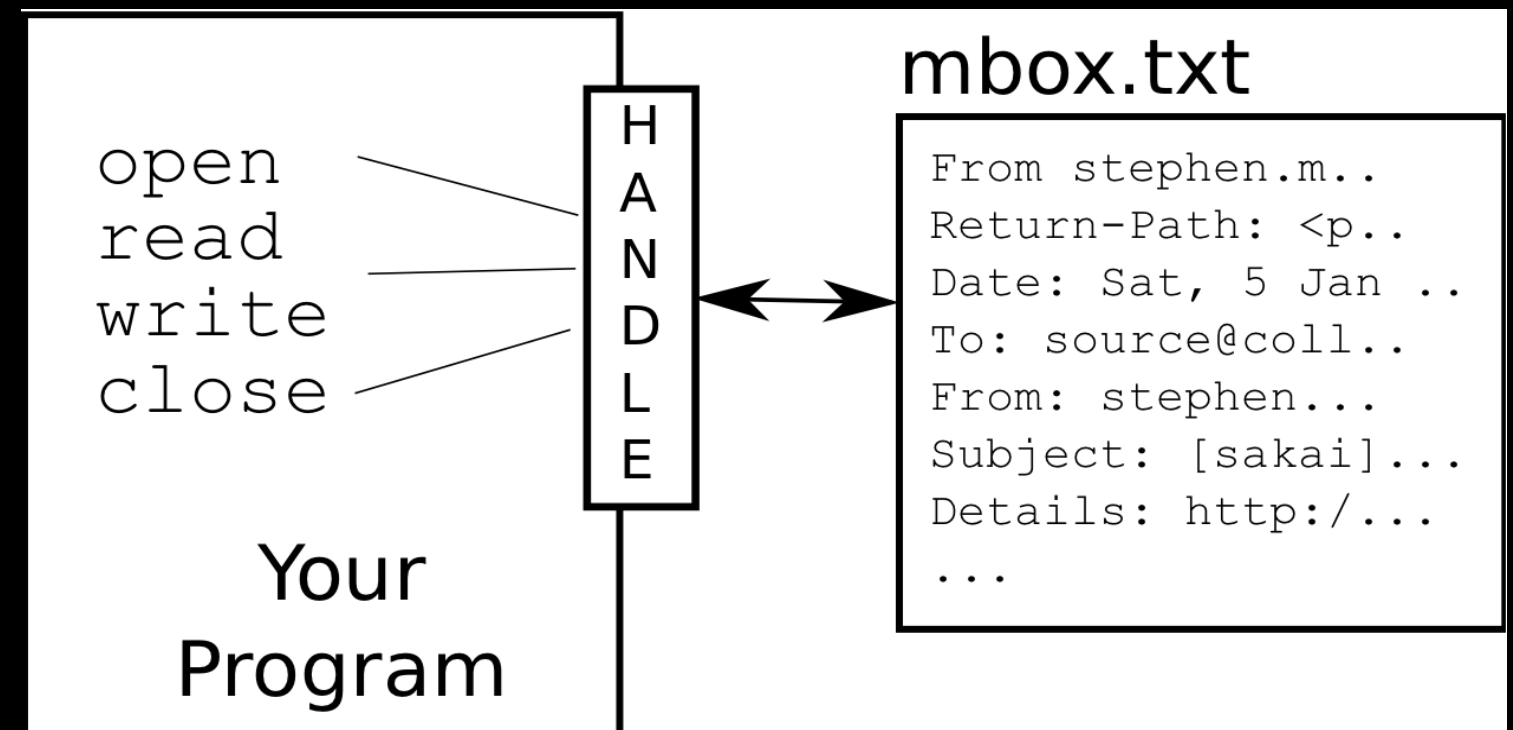 open
read
write
close
Your
Program
H
A
N
D
L
E
mbox.txt
From stephen.m..
Return-Path: <p..
Date: Sat, 5 Jan ..
To: source@coll..
From: stephen...
Subject: [sakai]...
Details: http:/...
...